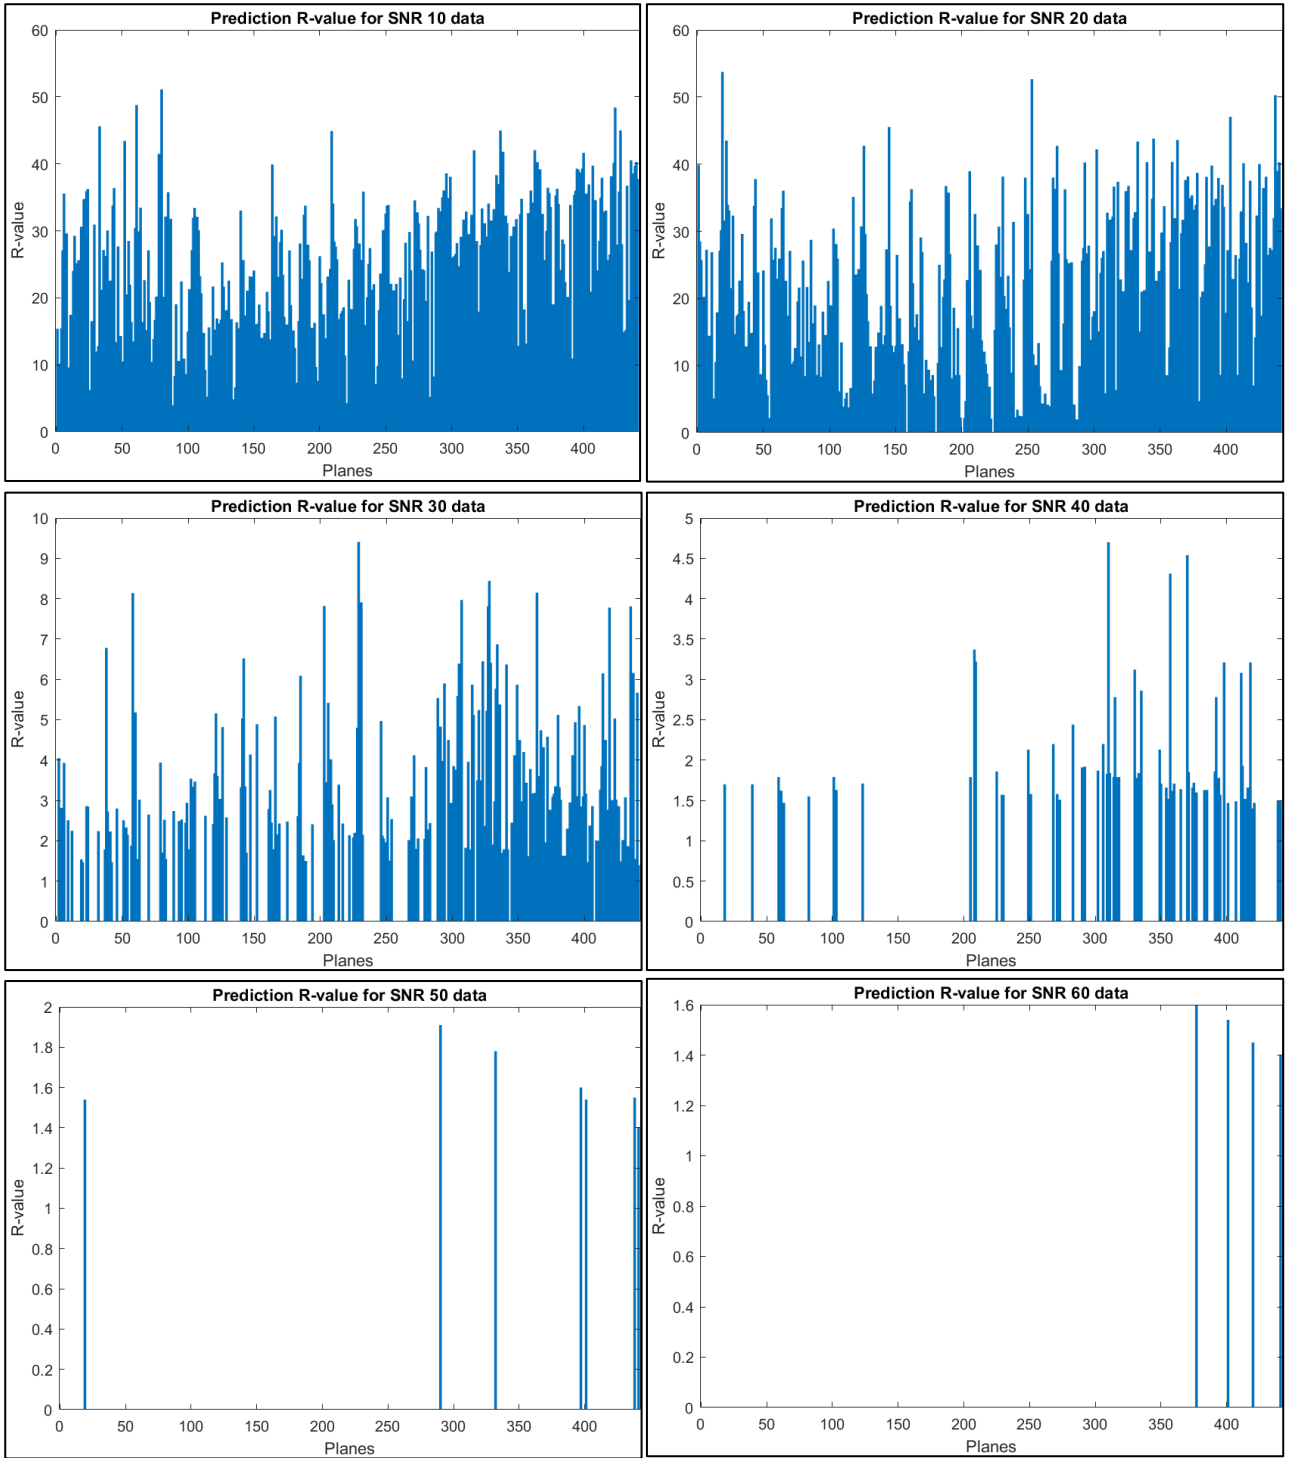 Prediction R-value for SNR 10 data
60
50
40
30
20
10
0
R-value
0 50 100 150 200 250 300 350 400
Planes
Prediction R-value for SNR 20 data
60
50
40
30
20
10
0
R-value
0 50 100 150 200 250 300 350 400
Planes
Prediction R-value for SNR 30 data
10
9
8
7
6
5
4
3
2
1
0
R-value
0 50 100 150 200 250 300 350 400
Planes
Prediction R-value for SNR 40 data
5
4.5
4
3.5
3
2.5
2
1.5
1
0.5
0
R-value
0 50 100 150 200 250 300 350 400
Planes
Prediction R-value for SNR 50 data
2
1.8
1.6
1.4
1.2
1
0.8
0.6
0.4
0.2
0
R-value
0 50 100 150 200 250 300 350 400
Planes
Prediction R-value for SNR 60 data
1.6
1.4
1.2
1
0.8
0.6
0.4
0.2
0
R-value
0 50 100 150 200 250 300 350 400
Planes